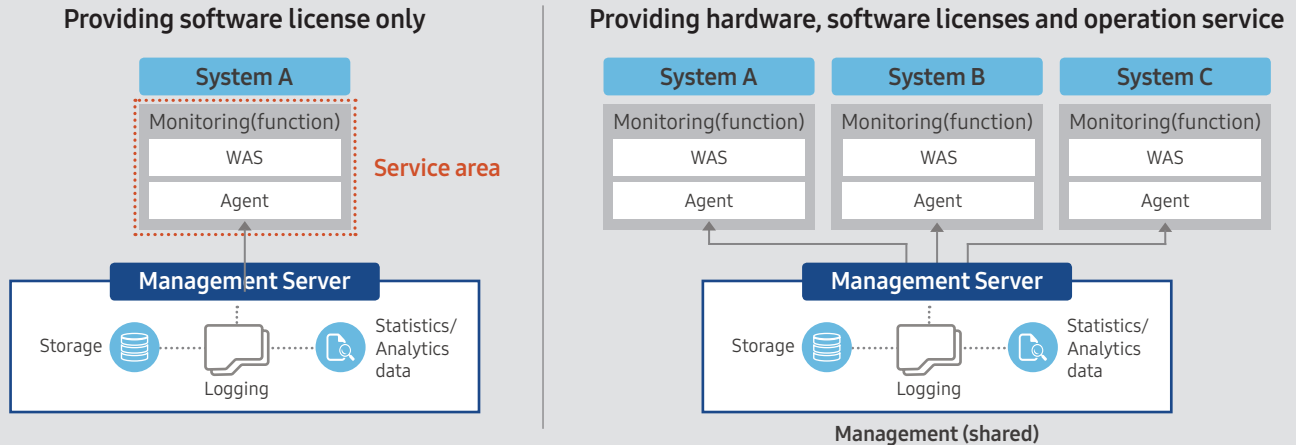 Providing software license only
System A
Monitoring(function)
WAS
Agent
Service area
Management Server
Storage
Logging
Statistics/
Analytics
data
Providing hardware, software licenses and operation service
System A
System B
System C
Monitoring(function)
Monitoring(function)
Monitoring(function)
WAS
WAS
WAS
Agent
Agent
Agent
Management Server
Storage
Logging
Statistics/
Analytics
data
Management (shared)